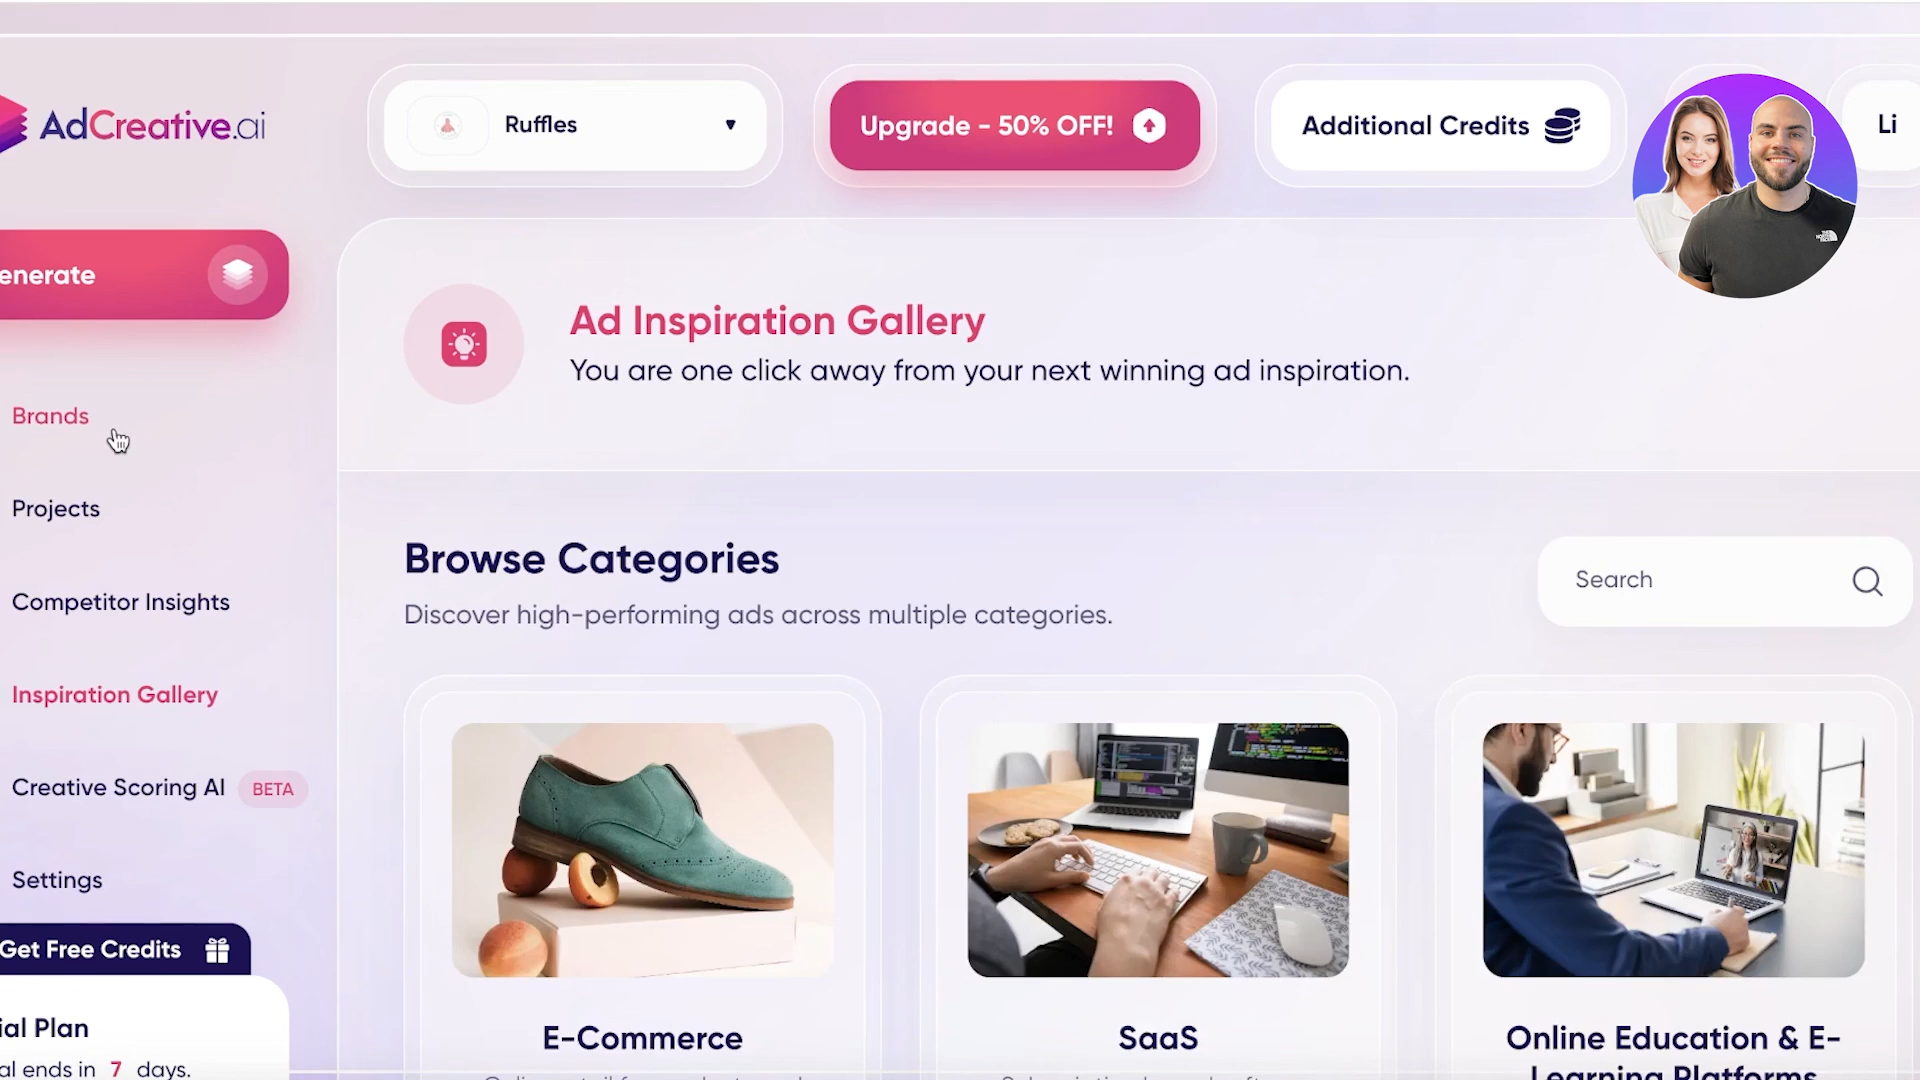 AdCreative.ai
Ruffles
Upgrade - 50% OFF!
Additional Credits
Li
enerate
Brands
Projects
Competitor Insights
Inspiration Gallery
Creative Scoring AI BETA
Settings
Get Free Credits
ial Plan
al ends in 7 days.
Ad Inspiration Gallery
You are one click away from your next winning ad inspiration.
Browse Categories
Discover high-performing ads across multiple categories.
Search
E-Commerce
SaaS
Online Education & E-
Learning Platforms